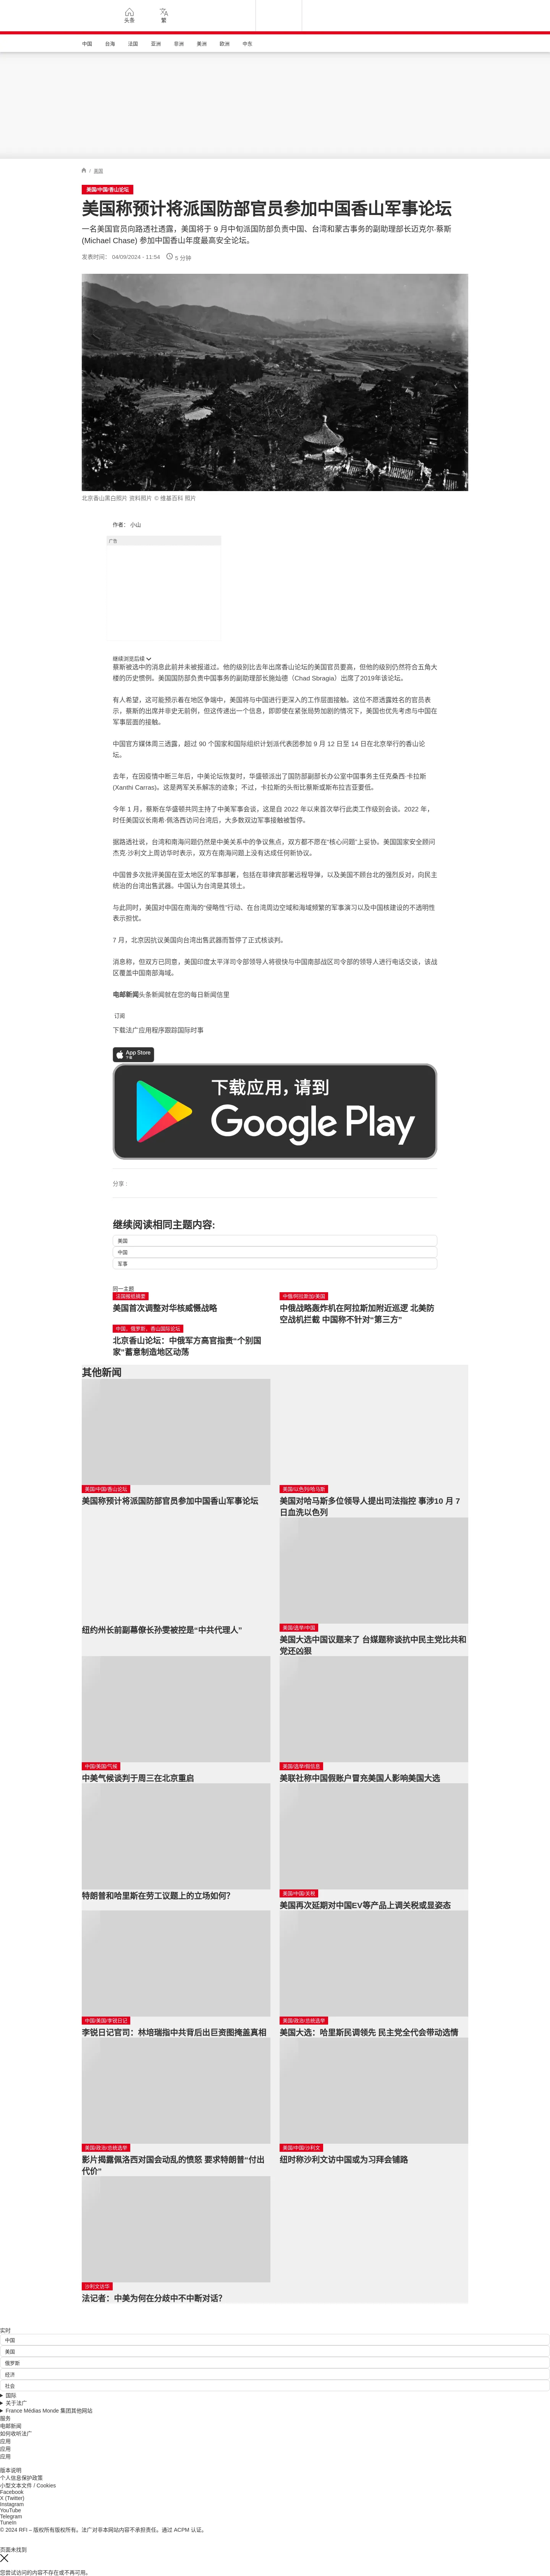 头条
繁
中国
台海
法国
亚洲
非洲
美洲
欧洲
中东
/ 美国
美国/中国/香山论坛
美国称预计将派国防部官员参加中国香山军事论坛
一名美国官员向路透社透露，美国将于 9 月中旬派国防部负责中国、台湾和蒙古事务的副助理部长迈克尔·蔡斯
(Michael Chase) 参加中国香山年度最高安全论坛。
发表时间： 04/09/2024 - 11:54
5 分钟
北京香山黑白照片 资料照片 © 维基百科 照片
作者： 小山
广告
继续浏览后续
蔡斯被选中的消息此前并未被报道过。他的级别比去年出席香山论坛的美国官员要高，但他的级别仍然符合五角大
楼的历史惯例。美国国防部负责中国事务的副助理部长施灿德（Chad Sbragia）出席了2019年该论坛。
有人希望，这可能预示着在地区争端中，美国将与中国进行更深入的工作层面接触。这位不愿透露姓名的官员表
示，蔡斯的出席并非史无前例，但这传递出一个信息，即即使在紧张局势加剧的情况下，美国也优先考虑与中国在
军事层面的接触。
中国官方媒体周三透露，超过 90 个国家和国际组织计划派代表团参加 9 月 12 日至 14 日在北京举行的香山论
坛。
去年，在因疫情中断三年后，中美论坛恢复时，华盛顿派出了国防部副部长办公室中国事务主任克桑西·卡拉斯
(Xanthi Carras)。这是两军关系解冻的迹象；不过，卡拉斯的头衔比蔡斯或斯布拉吉亚要低。
今年 1 月，蔡斯在华盛顿共同主持了中美军事会谈，这是自 2022 年以来首次举行此类工作级别会谈。2022 年，
时任美国议长南希·佩洛西访问台湾后，大多数双边军事接触被暂停。
据路透社说，台湾和南海问题仍然是中美关系中的争议焦点，双方都不愿在“核心问题”上妥协。美国国家安全顾问
杰克·沙利文上周访华时表示，双方在南海问题上没有达成任何新协议。
中国曾多次批评美国在亚太地区的军事部署，包括在菲律宾部署远程导弹，以及美国不顾台北的强烈反对，向民主
统治的台湾出售武器。中国认为台湾是其领土。
与此同时，美国对中国在南海的“侵略性”行动、在台湾周边空域和海域频繁的军事演习以及中国核建设的不透明性
表示担忧。
7 月，北京因抗议美国向台湾出售武器而暂停了正式核谈判。
消息称，但双方已同意，美国印度太平洋司令部领导人将很快与中国南部战区司令部的领导人进行电话交谈，该战
区覆盖中国南部海域。
电邮新闻头条新闻就在您的每日新闻信里
订阅
下载法广应用程序跟踪国际时事
App Store
下载
下载应用，请到
Google Play
分享 :
继续阅读相同主题内容:
美国
中国
军事
同一主题
法国报纸摘要
美国首次调整对华核威慑战略
中俄/阿拉斯加/美国
中俄战略轰炸机在阿拉斯加附近巡逻 北美防
空战机拦截 中国称不针对“第三方”
中国、俄罗斯、香山国际论坛
北京香山论坛：中俄军方高官指责“个别国
家”蓄意制造地区动荡
其他新闻
美国/中国/香山论坛
美国称预计将派国防部官员参加中国香山军事论坛
美国/以色列/哈马斯
美国对哈马斯多位领导人提出司法指控 事涉10 月 7
日血洗以色列
纽约州长前副幕僚长孙雯被控是“中共代理人”
美国/选举/中国
美国大选中国议题来了 台媒题称谈抗中民主党比共和
党还凶狠
中国/美国/气候
中美气候谈判于周三在北京重启
美国/选举/假信息
美联社称中国假账户冒充美国人影响美国大选
特朗普和哈里斯在劳工议题上的立场如何？
美国/中国/关税
美国再次延期对中国EV等产品上调关税或显姿态
中国/美国/李锐日记
李锐日记官司：林培瑞指中共背后出巨资图掩盖真相
美国/政治/总统选举
美国大选：哈里斯民调领先 民主党全代会带动选情
美国/政治/总统选举
影片揭露佩洛西对国会动乱的愤怒 要求特朗普“付出
代价”
美国/中国/沙利文
纽时称沙利文访中国或为习拜会铺路
沙利文访华
法记者：中美为何在分歧中不中断对话？
实时
中国
美国
俄罗斯
经济
社会
国际
关于法广
France Médias Monde 集团其他网站
服务
电邮新闻
如何收听法广
应用
应用
应用
版本说明
个人信息保护政策
小型文本文件 / Cookies
Facebook
X (Twitter)
Instagram
YouTube
Telegram
TuneIn
© 2024 RFI – 版权所有版权所有。法广对非本网站内容不承担责任。通过 ACPM 认证。
页面未找到
您尝试访问的内容不存在或不再可用。